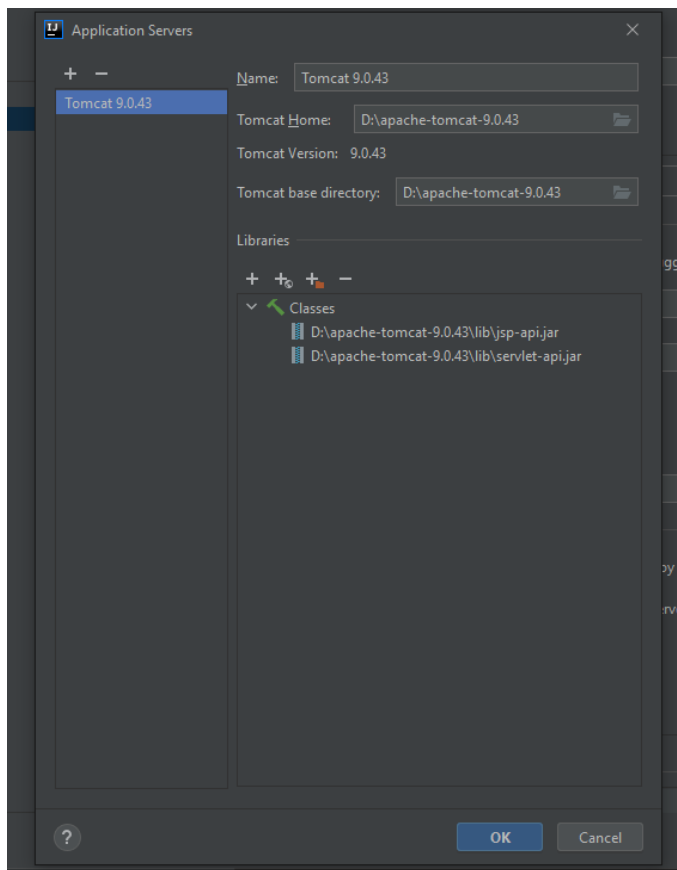 Application Servers
Name: Tomcat 9.0.43
Tomcat 9.0.43
Tomcat Home: D:\apache-tomcat-9.0.43
Tomcat Version: 9.0.43
Tomcat base directory: D:\apache-tomcat-9.0.43
Libraries
Classes
D:\apache-tomcat-9.0.43\lib\jsp-api.jar
D:\apache-tomcat-9.0.43\lib\servlet-api.jar
?
OK Cancel